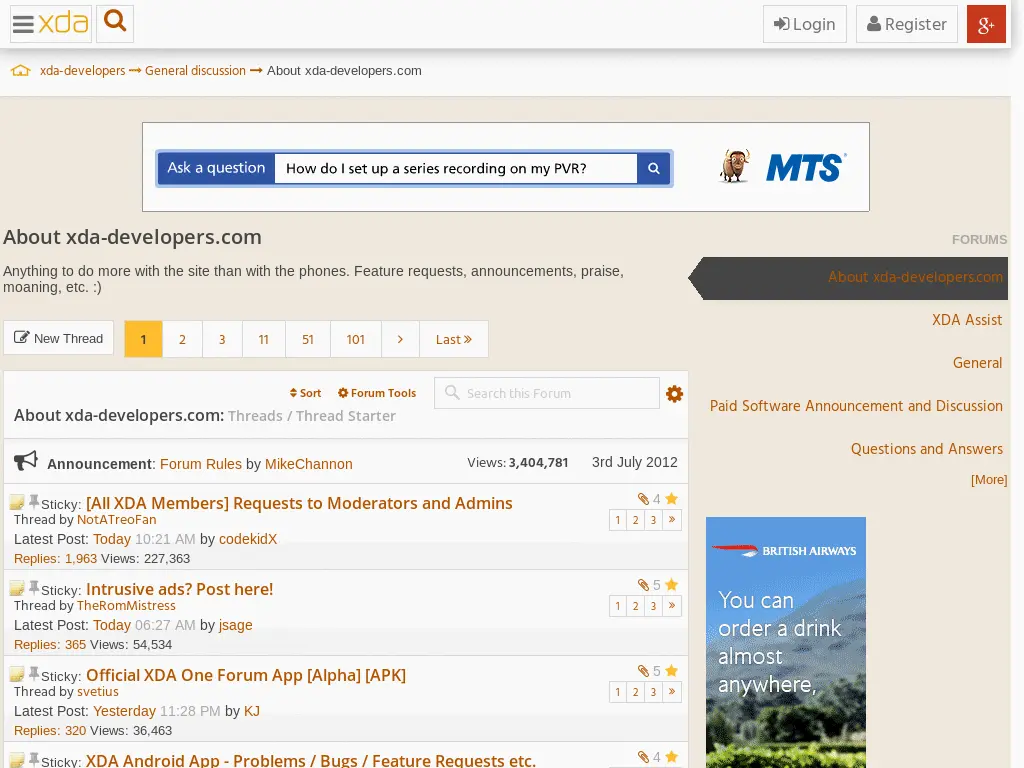 xda
Login
Register
g+
xda-developers
General discussion
About xda-developers.com
Ask a question
How do I set up a series recording on my PVR?
MTS
About xda-developers.com
Anything to do more with the site than with the phones. Feature requests, announcements, praise,
moaning, etc. :)
New Thread
1 2 3 11 51 101 > Last »
Sort
Forum Tools
Search this Forum
About xda-developers.com: Threads / Thread Starter
Announcement: Forum Rules by MikeChannon
Views: 3,404,781
3rd July 2012
Sticky: [All XDA Members] Requests to Moderators and Admins
4
Thread by NotATreoFan
1 2 3 »
Latest Post: Today 10:21 AM by codekidX
Replies: 1,963 Views: 227,363
Sticky: Intrusive ads? Post here!
5
Thread by TheRomMistress
1 2 3 »
Latest Post: Today 06:27 AM by jsage
Replies: 365 Views: 54,534
Sticky: Official XDA One Forum App [Alpha] [APK]
5
Thread by svetius
1 2 3 »
Latest Post: Yesterday 11:28 PM by KJ
Replies: 320 Views: 36,463
Sticky: XDA Android App - Problems / Bugs / Feature Requests etc.
4
FORUMS
About xda-developers.com
XDA Assist
General
Paid Software Announcement and Discussion
Questions and Answers
[More]
BRITISH AIRWAYS
You can
order a drink
almost
anywhere,